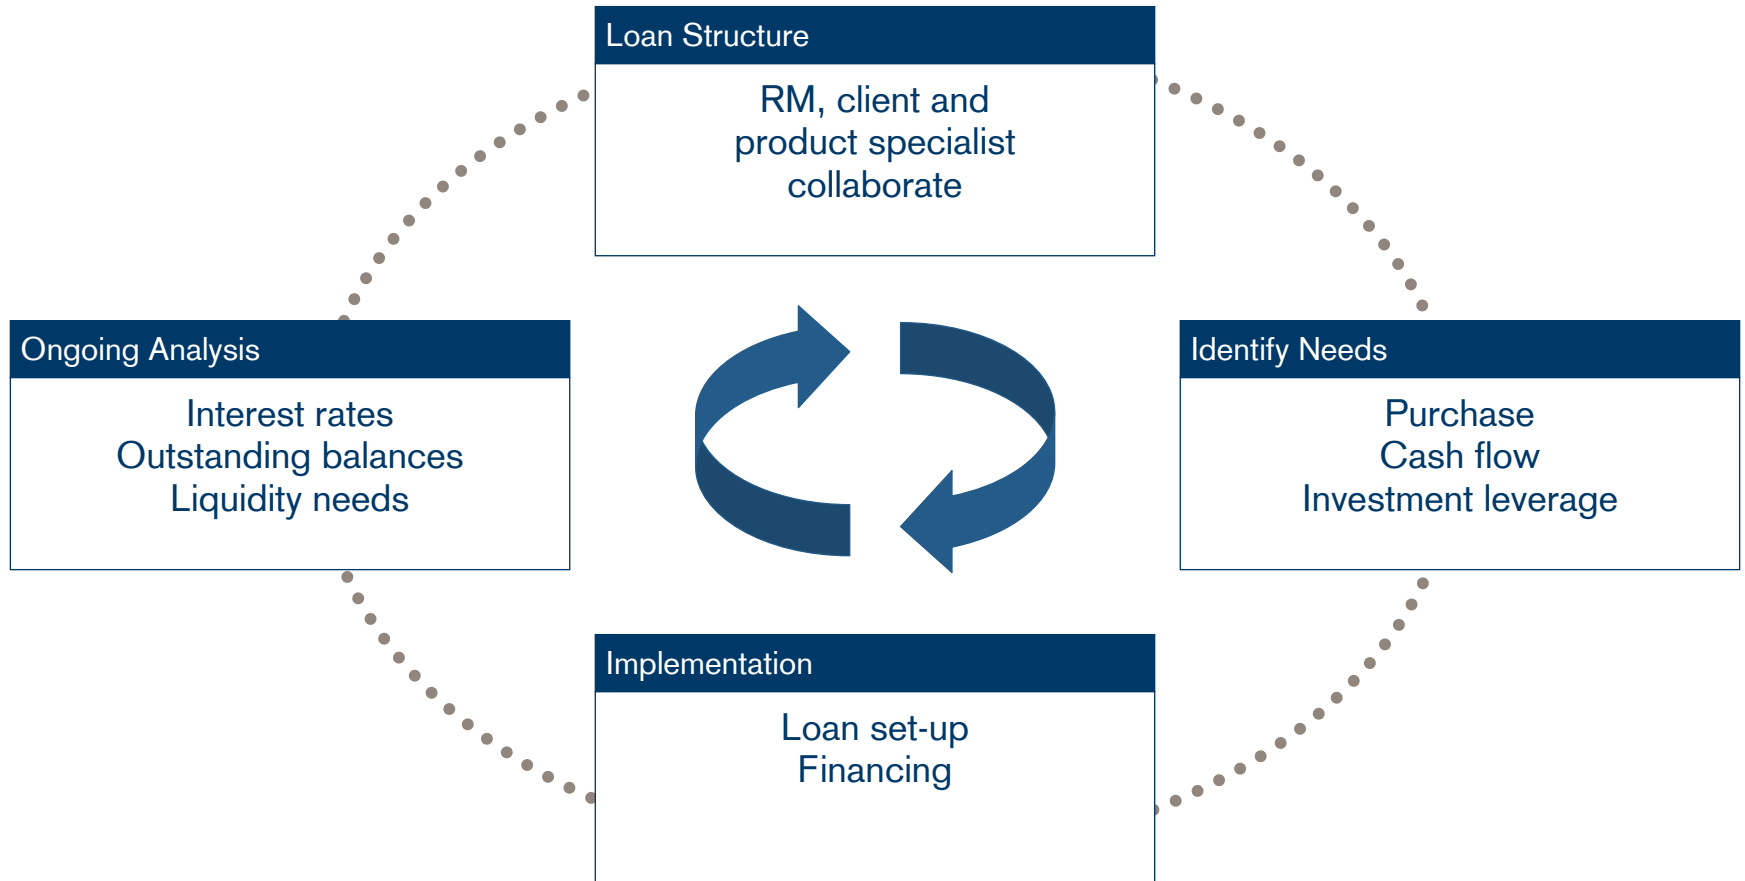 Loan Structure
RM, client and
product specialist
collaborate
Ongoing Analysis
Interest rates
Outstanding balances
Liquidity needs
Identify Needs
Purchase
Cash flow
Investment leverage
Implementation
Loan set-up
Financing